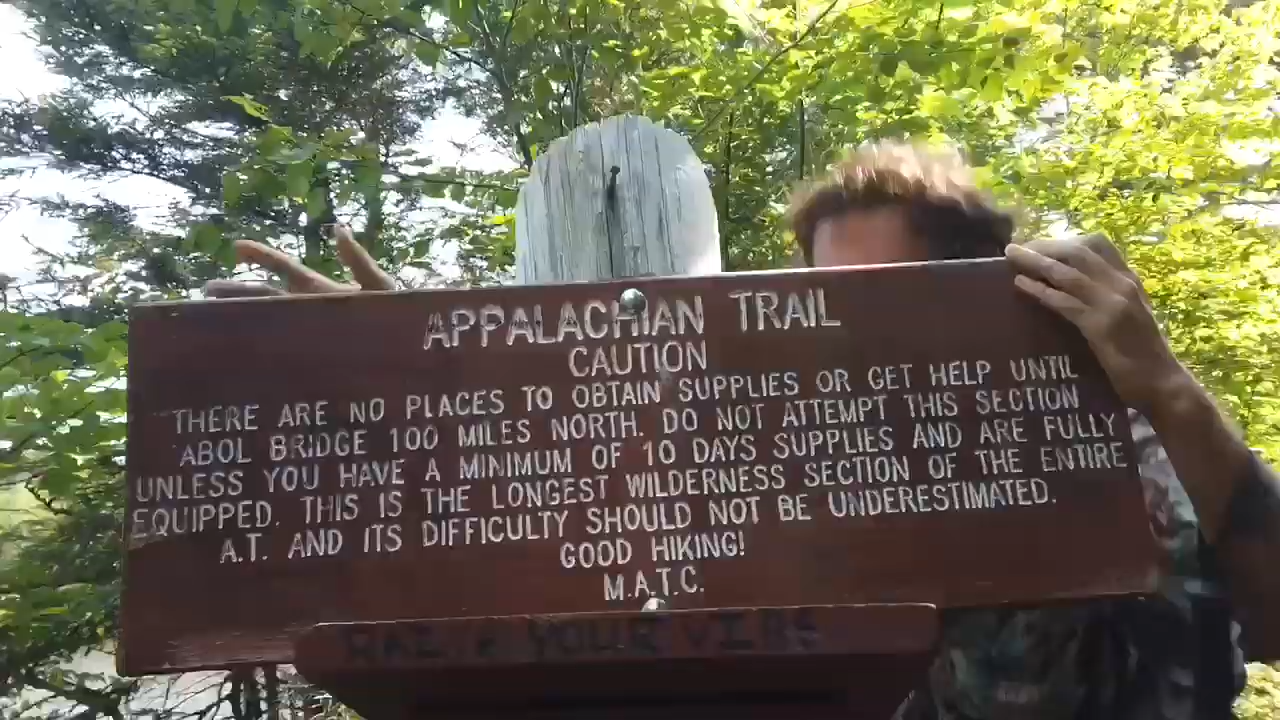 APPALACHIAN TRAIL
CAUTION
THERE ARE NO PLACES TO OBTAIN SUPPLIES OR GET HELP UNTIL
ABOL BRIDGE 100 MILES NORTH. DO NOT ATTEMPT THIS SECTION
UNLESS YOU HAVE A MINIMUM OF 10 DAYS SUPPLIES AND ARE FULLY
EQUIPPED. THIS IS THE LONGEST WILDERNESS SECTION OF THE ENTIRE
A.T. AND ITS DIFFICULTY SHOULD NOT BE UNDERESTIMATED.
GOOD HIKING!
M.A.T.C.
YOUR VIBE